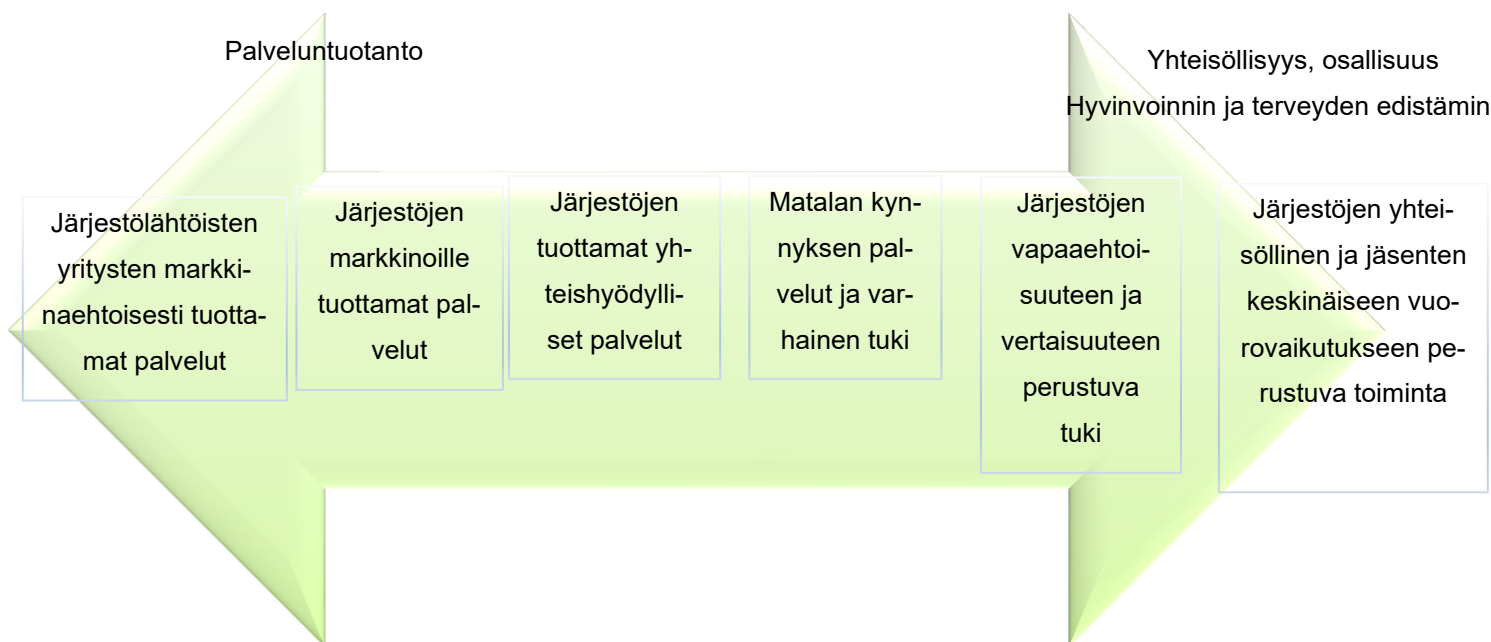 Palveluntuotanto
Yhteisöllisyys, osallisuus
Hyvinvoinnin ja terveyden edistämin
Järjestölähtöisten
yritysten markki-
naehtoisesti tuotta-
mat palvelut
Järjestöjen
markkinoille
tuottamat pal-
velut
Järjestöjen
tuottamat yh-
teishyödylli-
set palvelut
Matalan kyn-
nyksen pal-
velut ja var-
hainen tuki
Järjestöjen
vapaaehtoi-
suuteen ja
vertaisuuteen
perustuva
tuki
Järjestöjen yhtei-
söllinen ja jäsenten
keskinäiseen vuo-
rovaikutukseen pe-
rustuva toiminta